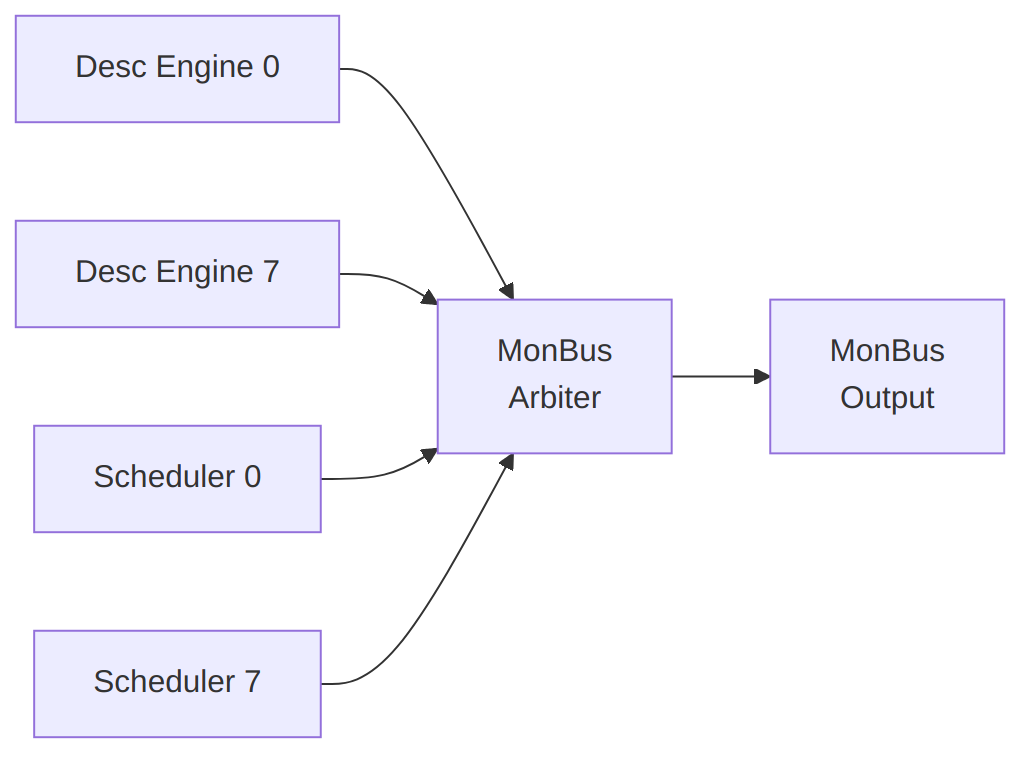 Desc Engine 0
Desc Engine 7
Scheduler 0
Scheduler 7
MonBus
Arbiter
MonBus
Output